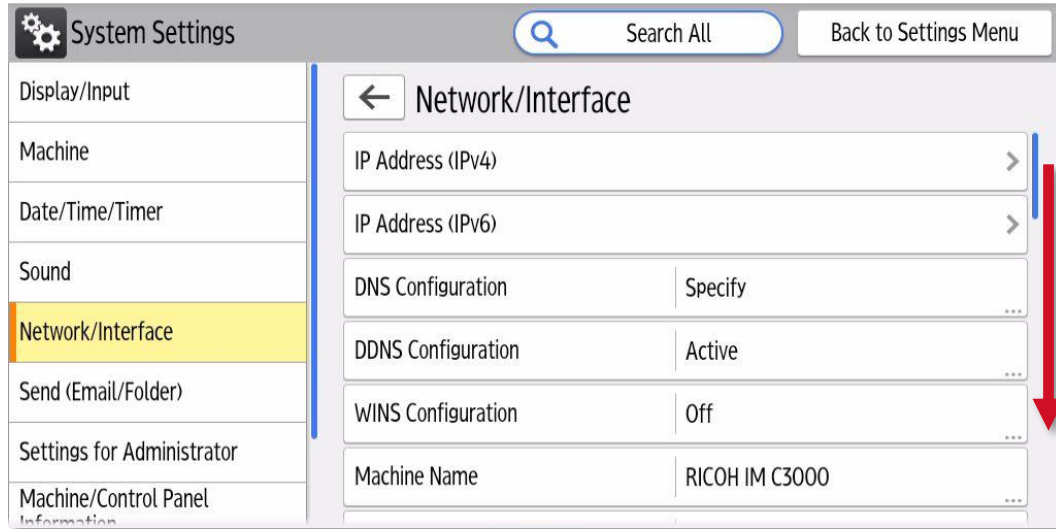 System Settings
Search All
Back to Settings Menu
Display/Input
Machine
Date/Time/Timer
Sound
Network/Interface
Send (Email/Folder)
Settings for Administrator
Machine/Control Panel
Information
Network/Interface
IP Address (IPv4)
IP Address (IPv6)
DNS Configuration Specify
DDNS Configuration Active
WINS Configuration Off
Machine Name RICOH IM C3000